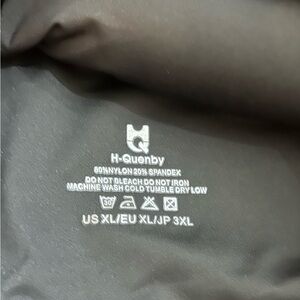 H-Quenby
80%NYLON 20% SPANDEX
DO NOT BLEACH DO NOT IRON
MACHINE WASH COLD TUMBLE DRY LOW
30
US XL/EU XL/JP 3XL